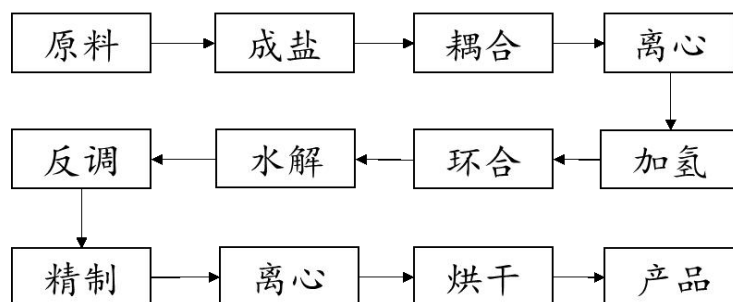 原料 成盐 耦合 离心
反调 水解 环合 加氢
精制 离心 烘干 产品